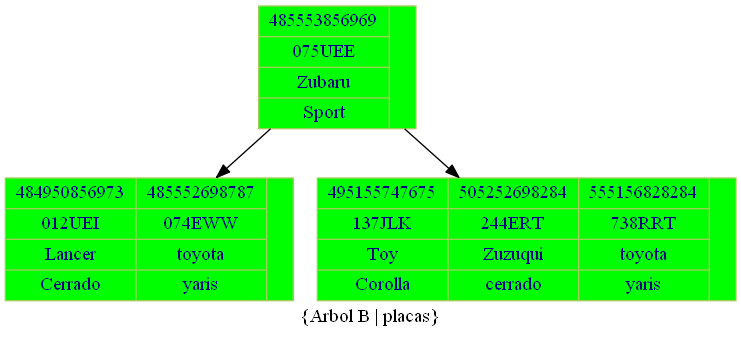 485553856969
075UEE
Zubaru
Sport
484950856973 485552698787
012UEI 074EWW
Lancer toyota
Cerrado yaris
495155747675 505252698284 555156828284
137JLK 244ERT 738RRT
Toy Zuzuqui toyota
Corolla cerrado yaris
{Arbol B | placas}